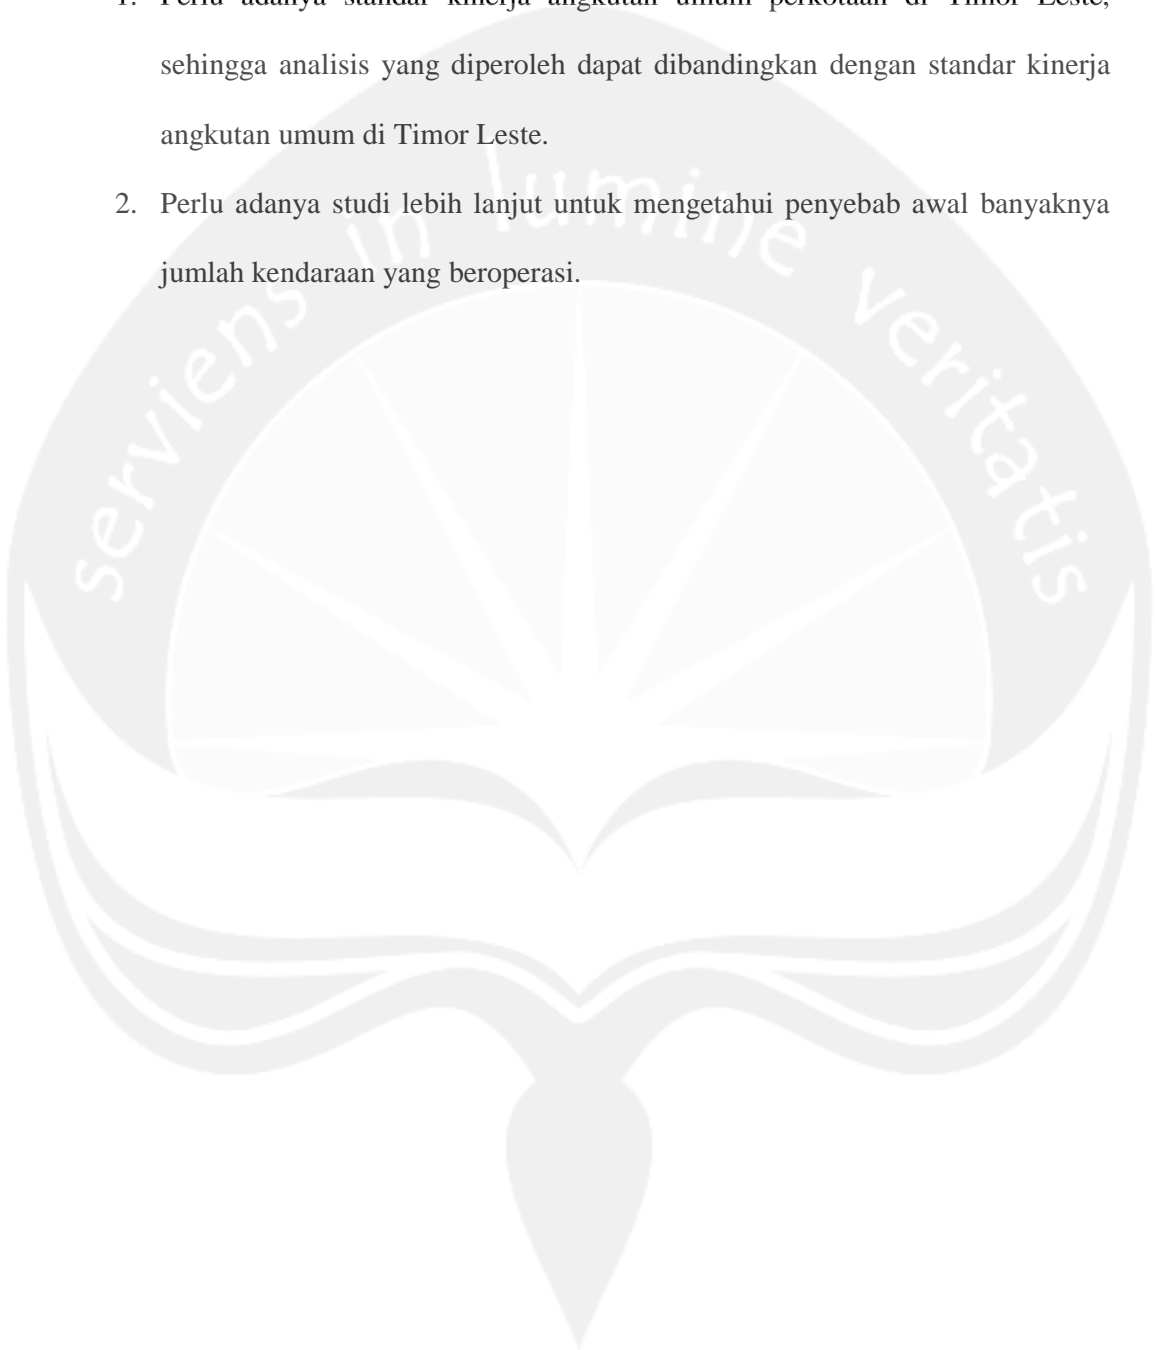 1. Perlu adanya standar kinerja angkutan umum perkotaan di Timor Leste,
sehingga analisis yang diperoleh dapat dibandingkan dengan standar kinerja
angkutan umum di Timor Leste.
2. Perlu adanya studi lebih lanjut untuk mengetahui penyebab awal banyaknya
jumlah kendaraan yang beroperasi.
serviens in lumine veritatis